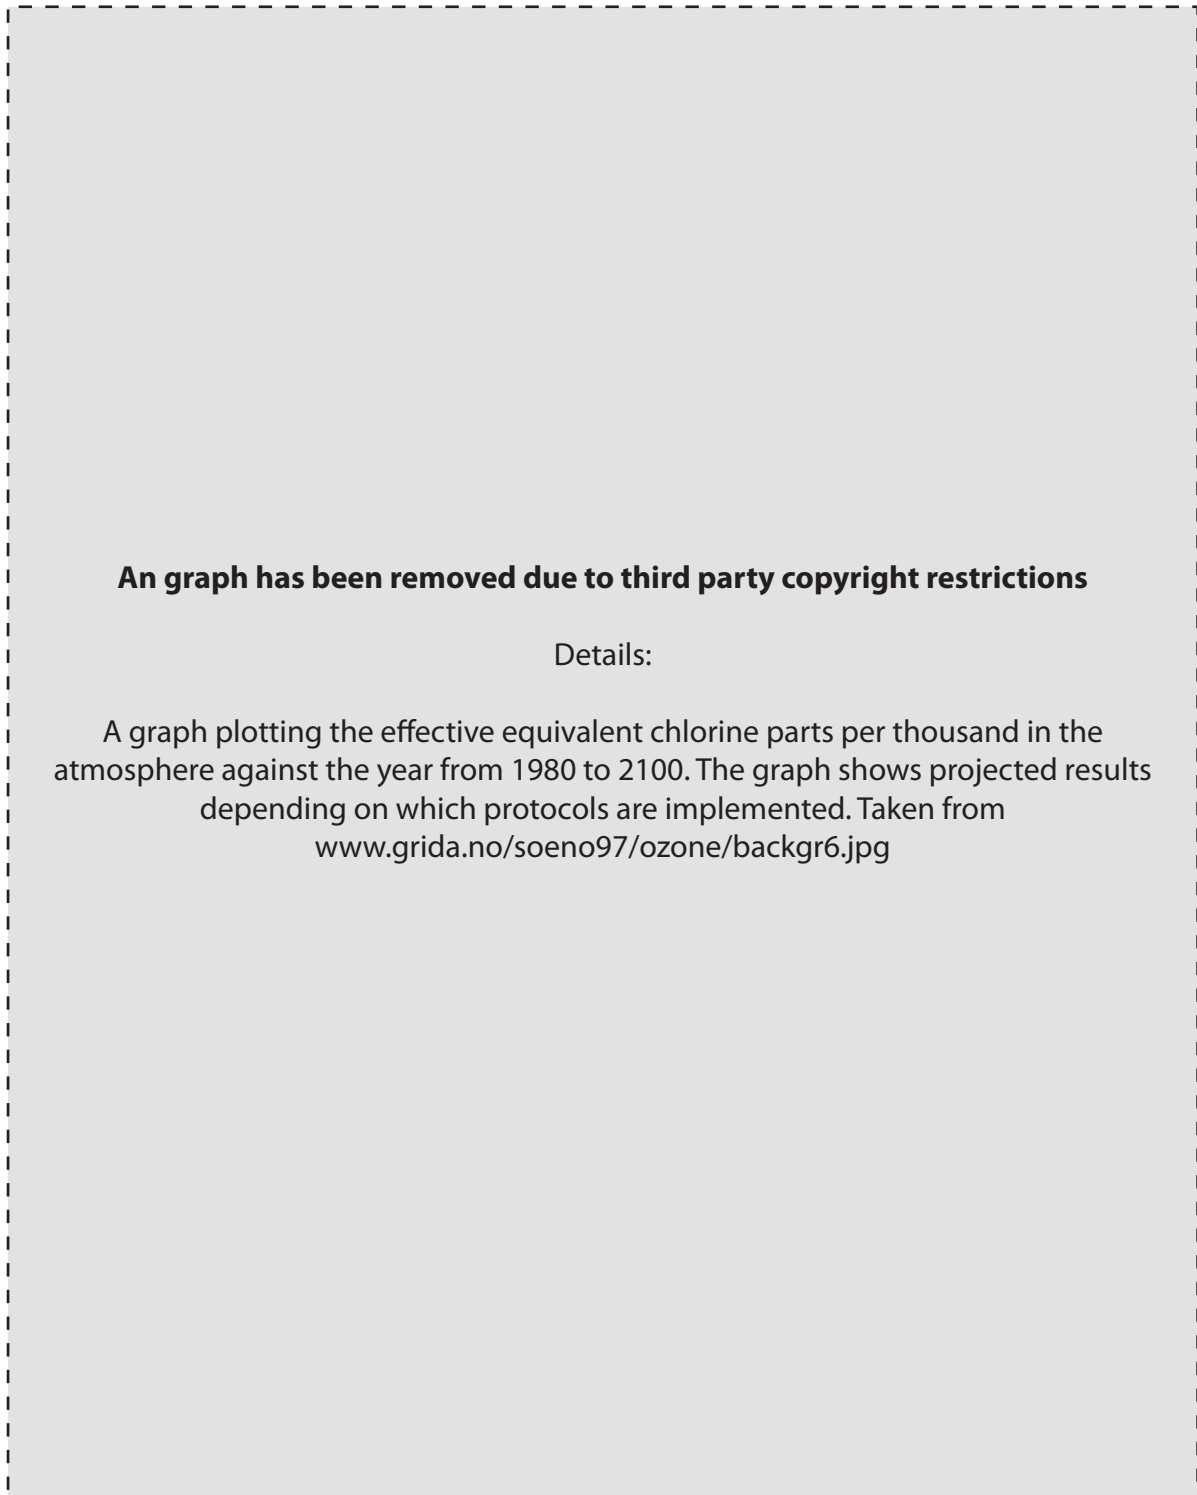 An graph has been removed due to third party copyright restrictions
Details:
A graph plotting the effective equivalent chlorine parts per thousand in the
atmosphere against the year from 1980 to 2100. The graph shows projected results
depending on which protocols are implemented. Taken from
www.grida.no/soeno97/ozone/backgr6.jpg